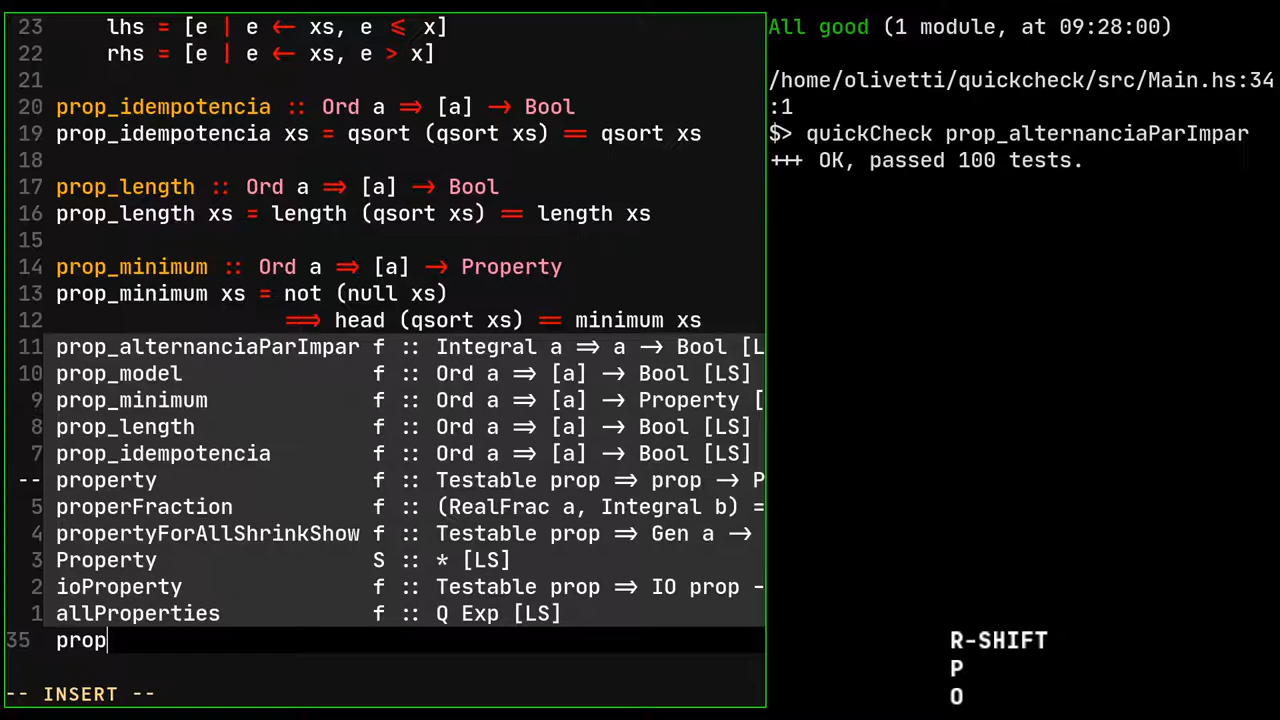 23 lhs = [e | e <- xs, e <= x]
22 rhs = [e | e <- xs, e > x]
21
20 prop_idempotencia :: Ord a => [a] -> Bool
19 prop_idempotencia xs = qsort (qsort xs) == qsort xs
18
17 prop_length :: Ord a => [a] -> Bool
16 prop_length xs = length (qsort xs) == length xs
15
14 prop_minimum :: Ord a => [a] -> Property
13 prop_minimum xs = not (null xs)
12 ==> head (qsort xs) == minimum xs
11 prop_alternanciaParImpar f :: Integral a => a -> Bool [L
10 prop_model f :: Ord a => [a] -> Bool [LS]
9 prop_minimum f :: Ord a => [a] -> Property [
8 prop_length f :: Ord a => [a] -> Bool [LS]
7 prop_idempotencia f :: Ord a => [a] -> Bool [LS]
-- property f :: Testable prop => prop -> P
5 properFraction f :: (RealFrac a, Integral b) =
4 propertyForAllShrinkShow f :: Testable prop => Gen a ->
3 Property S :: * [LS]
2 ioProperty f :: Testable prop => IO prop -
1 allProperties f :: Q Exp [LS]
35 prop
-- INSERT --
All good (1 module, at 09:28:00)
/home/olivetti/quickcheck/src/Main.hs:34
:1
$> quickCheck prop_alternanciaParImpar
+++ OK, passed 100 tests.
R-SHIFT
P
O